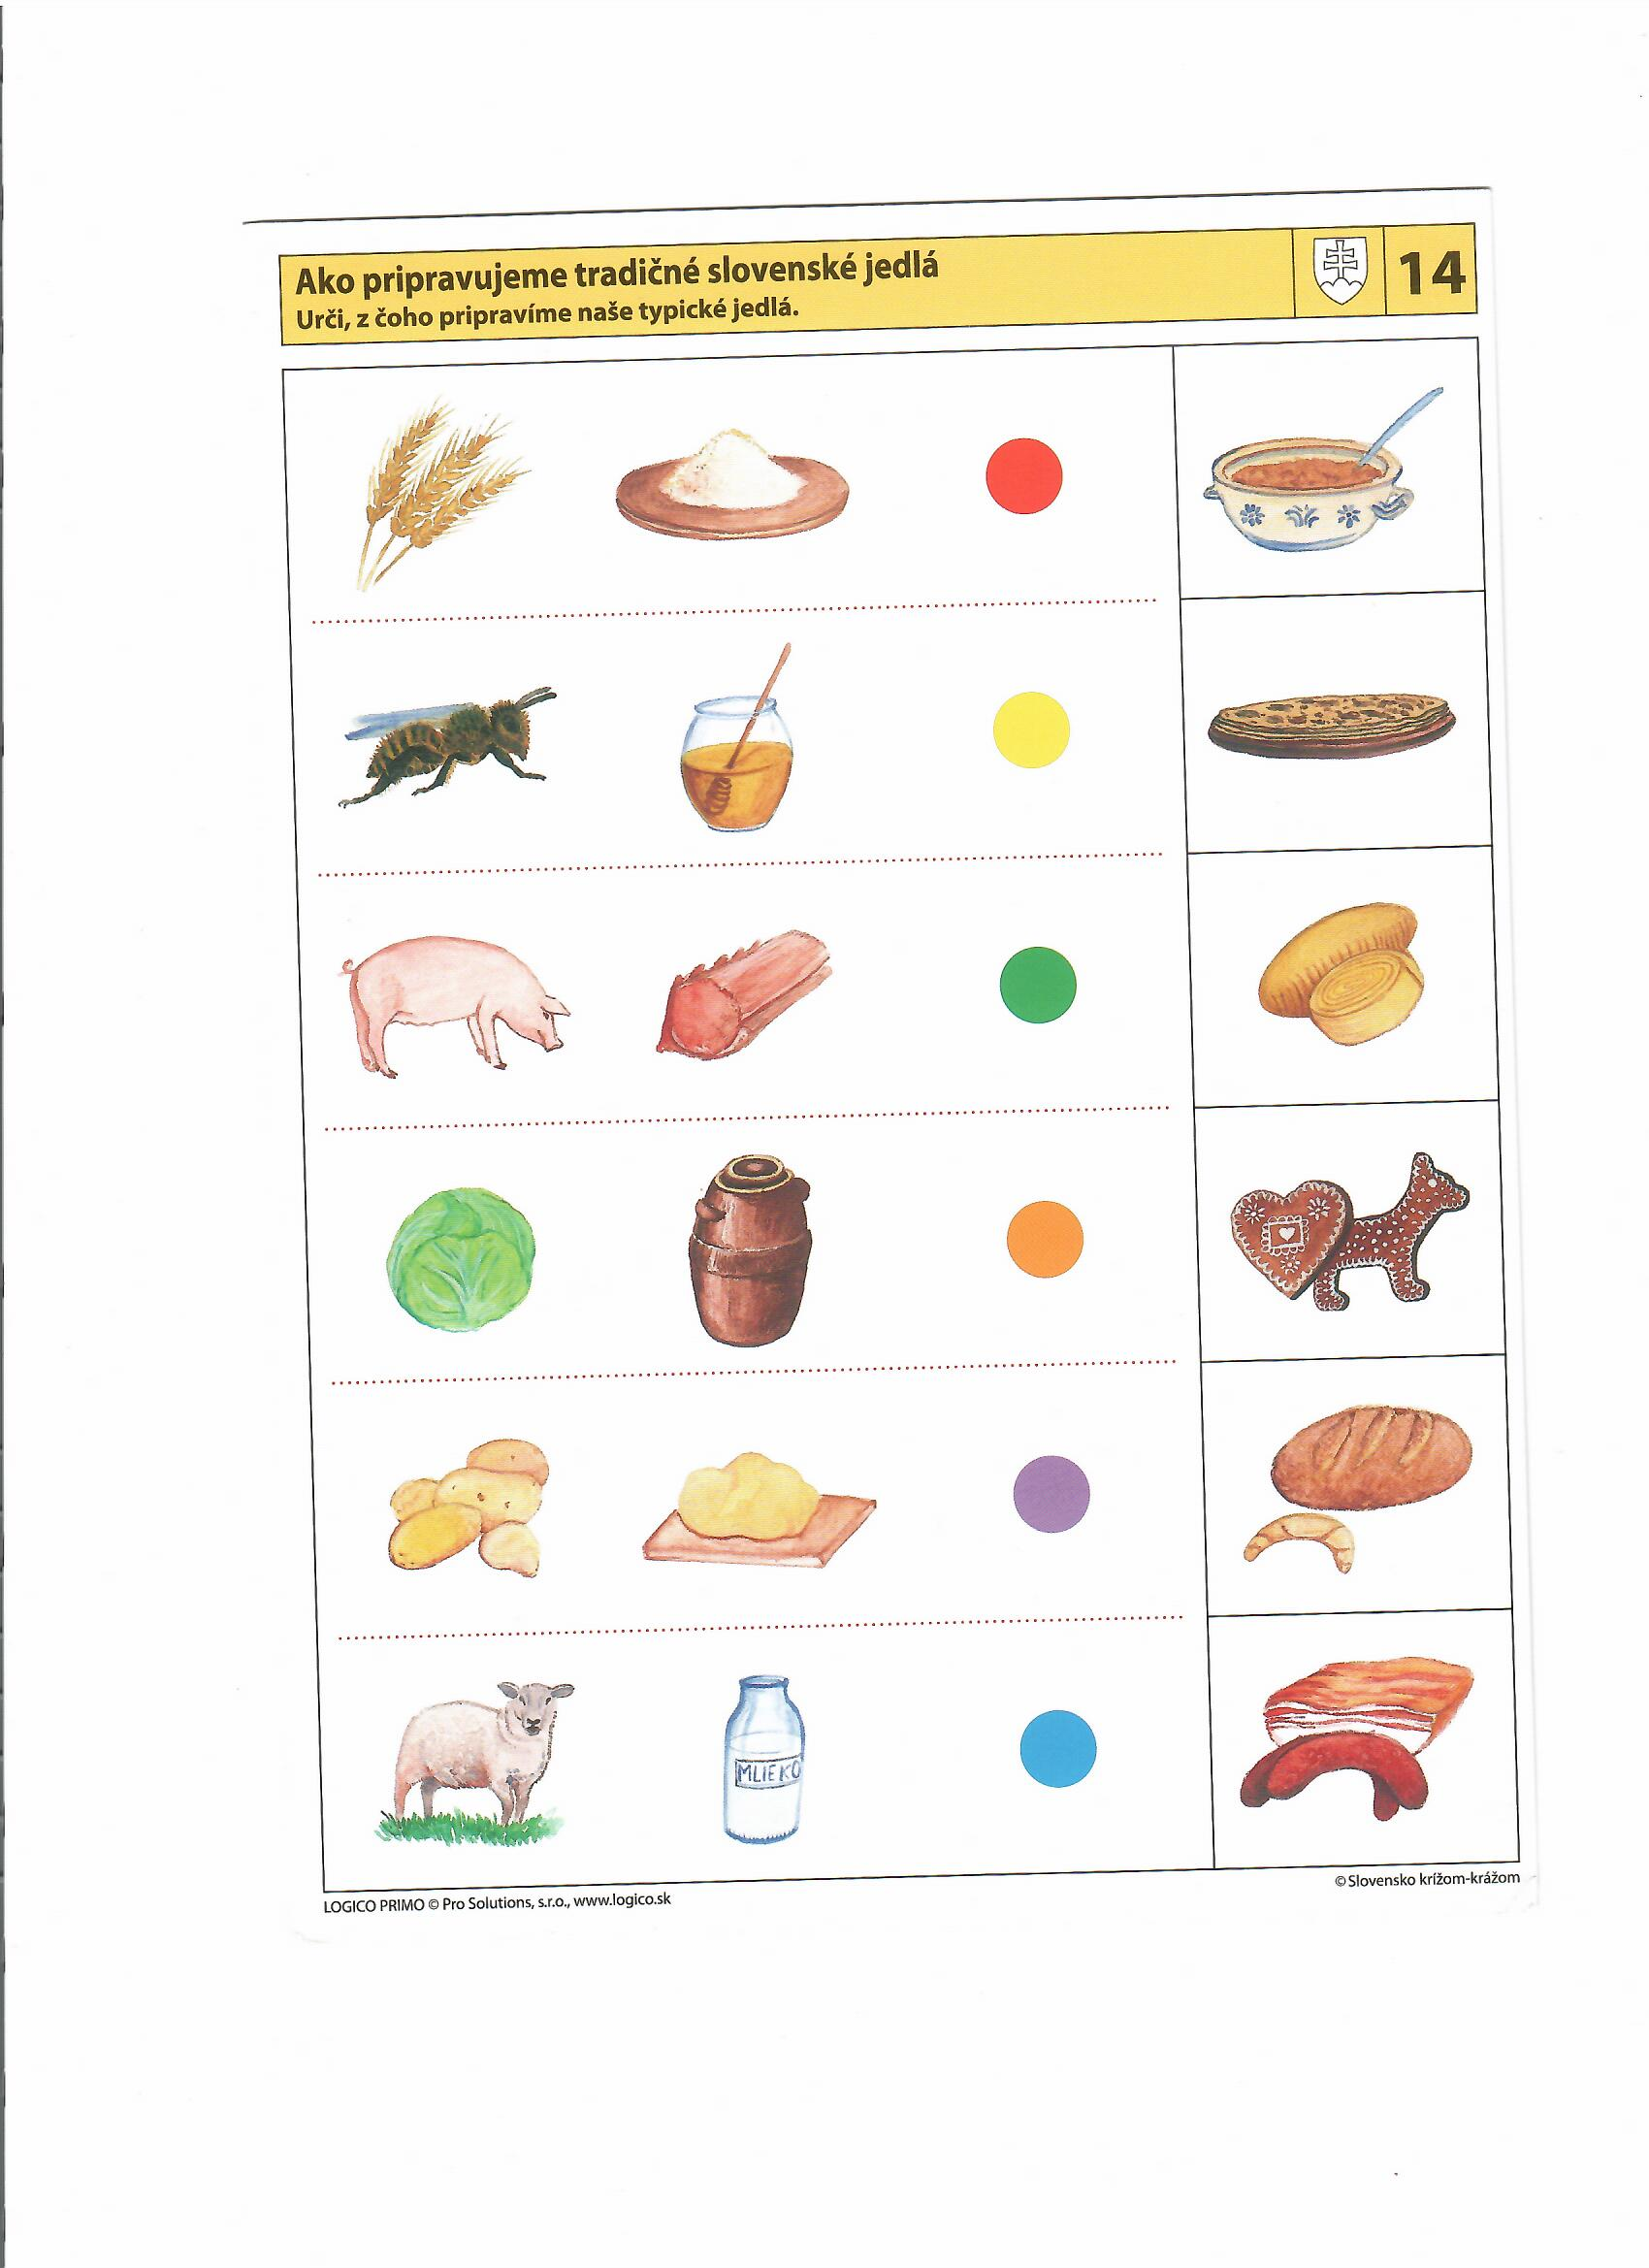 Ako pripravujeme tradičné slovenské jedlá
Urči, z čoho pripravíme naše typické jedlá.
14
MLIEKO
LOGICO PRIMO © Pro Solutions, s.r.o., www.logico.sk
© Slovensko krížom-krážom